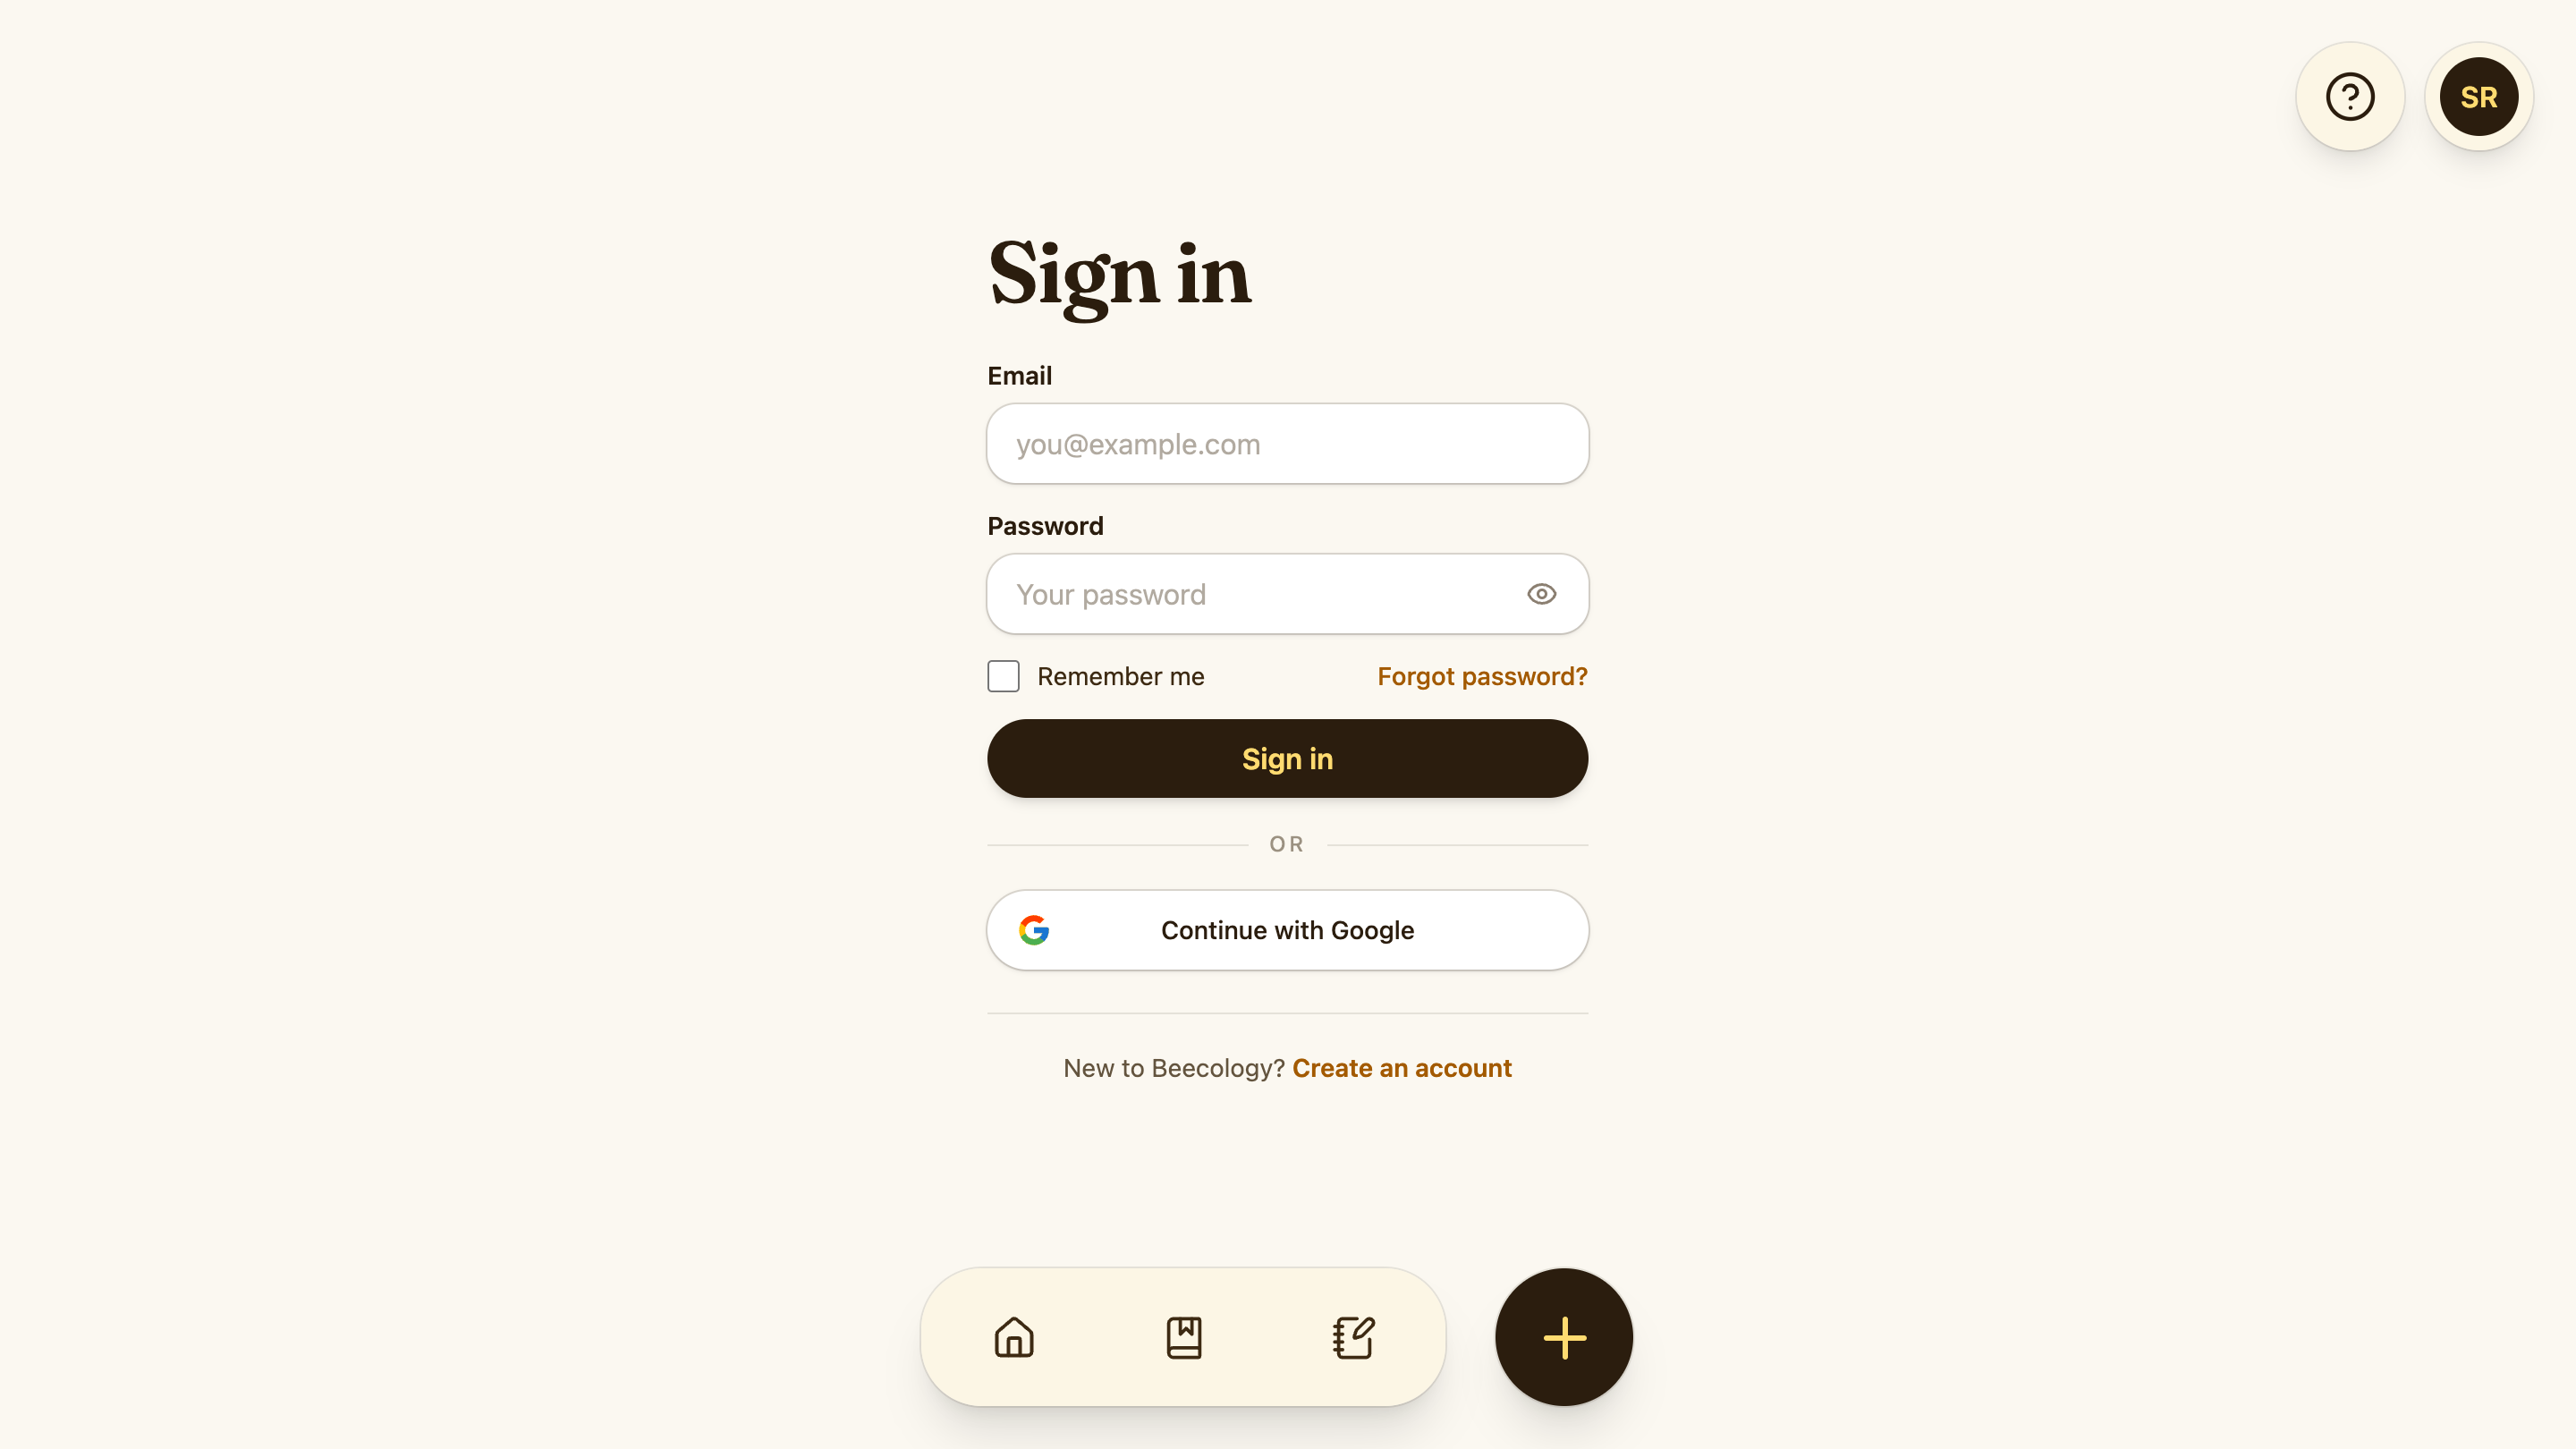 SR
Sign in
Email
you@example.com
Password
Your password
Remember me
Forgot password?
Sign in
OR
Continue with Google
New to Beecology? Create an account